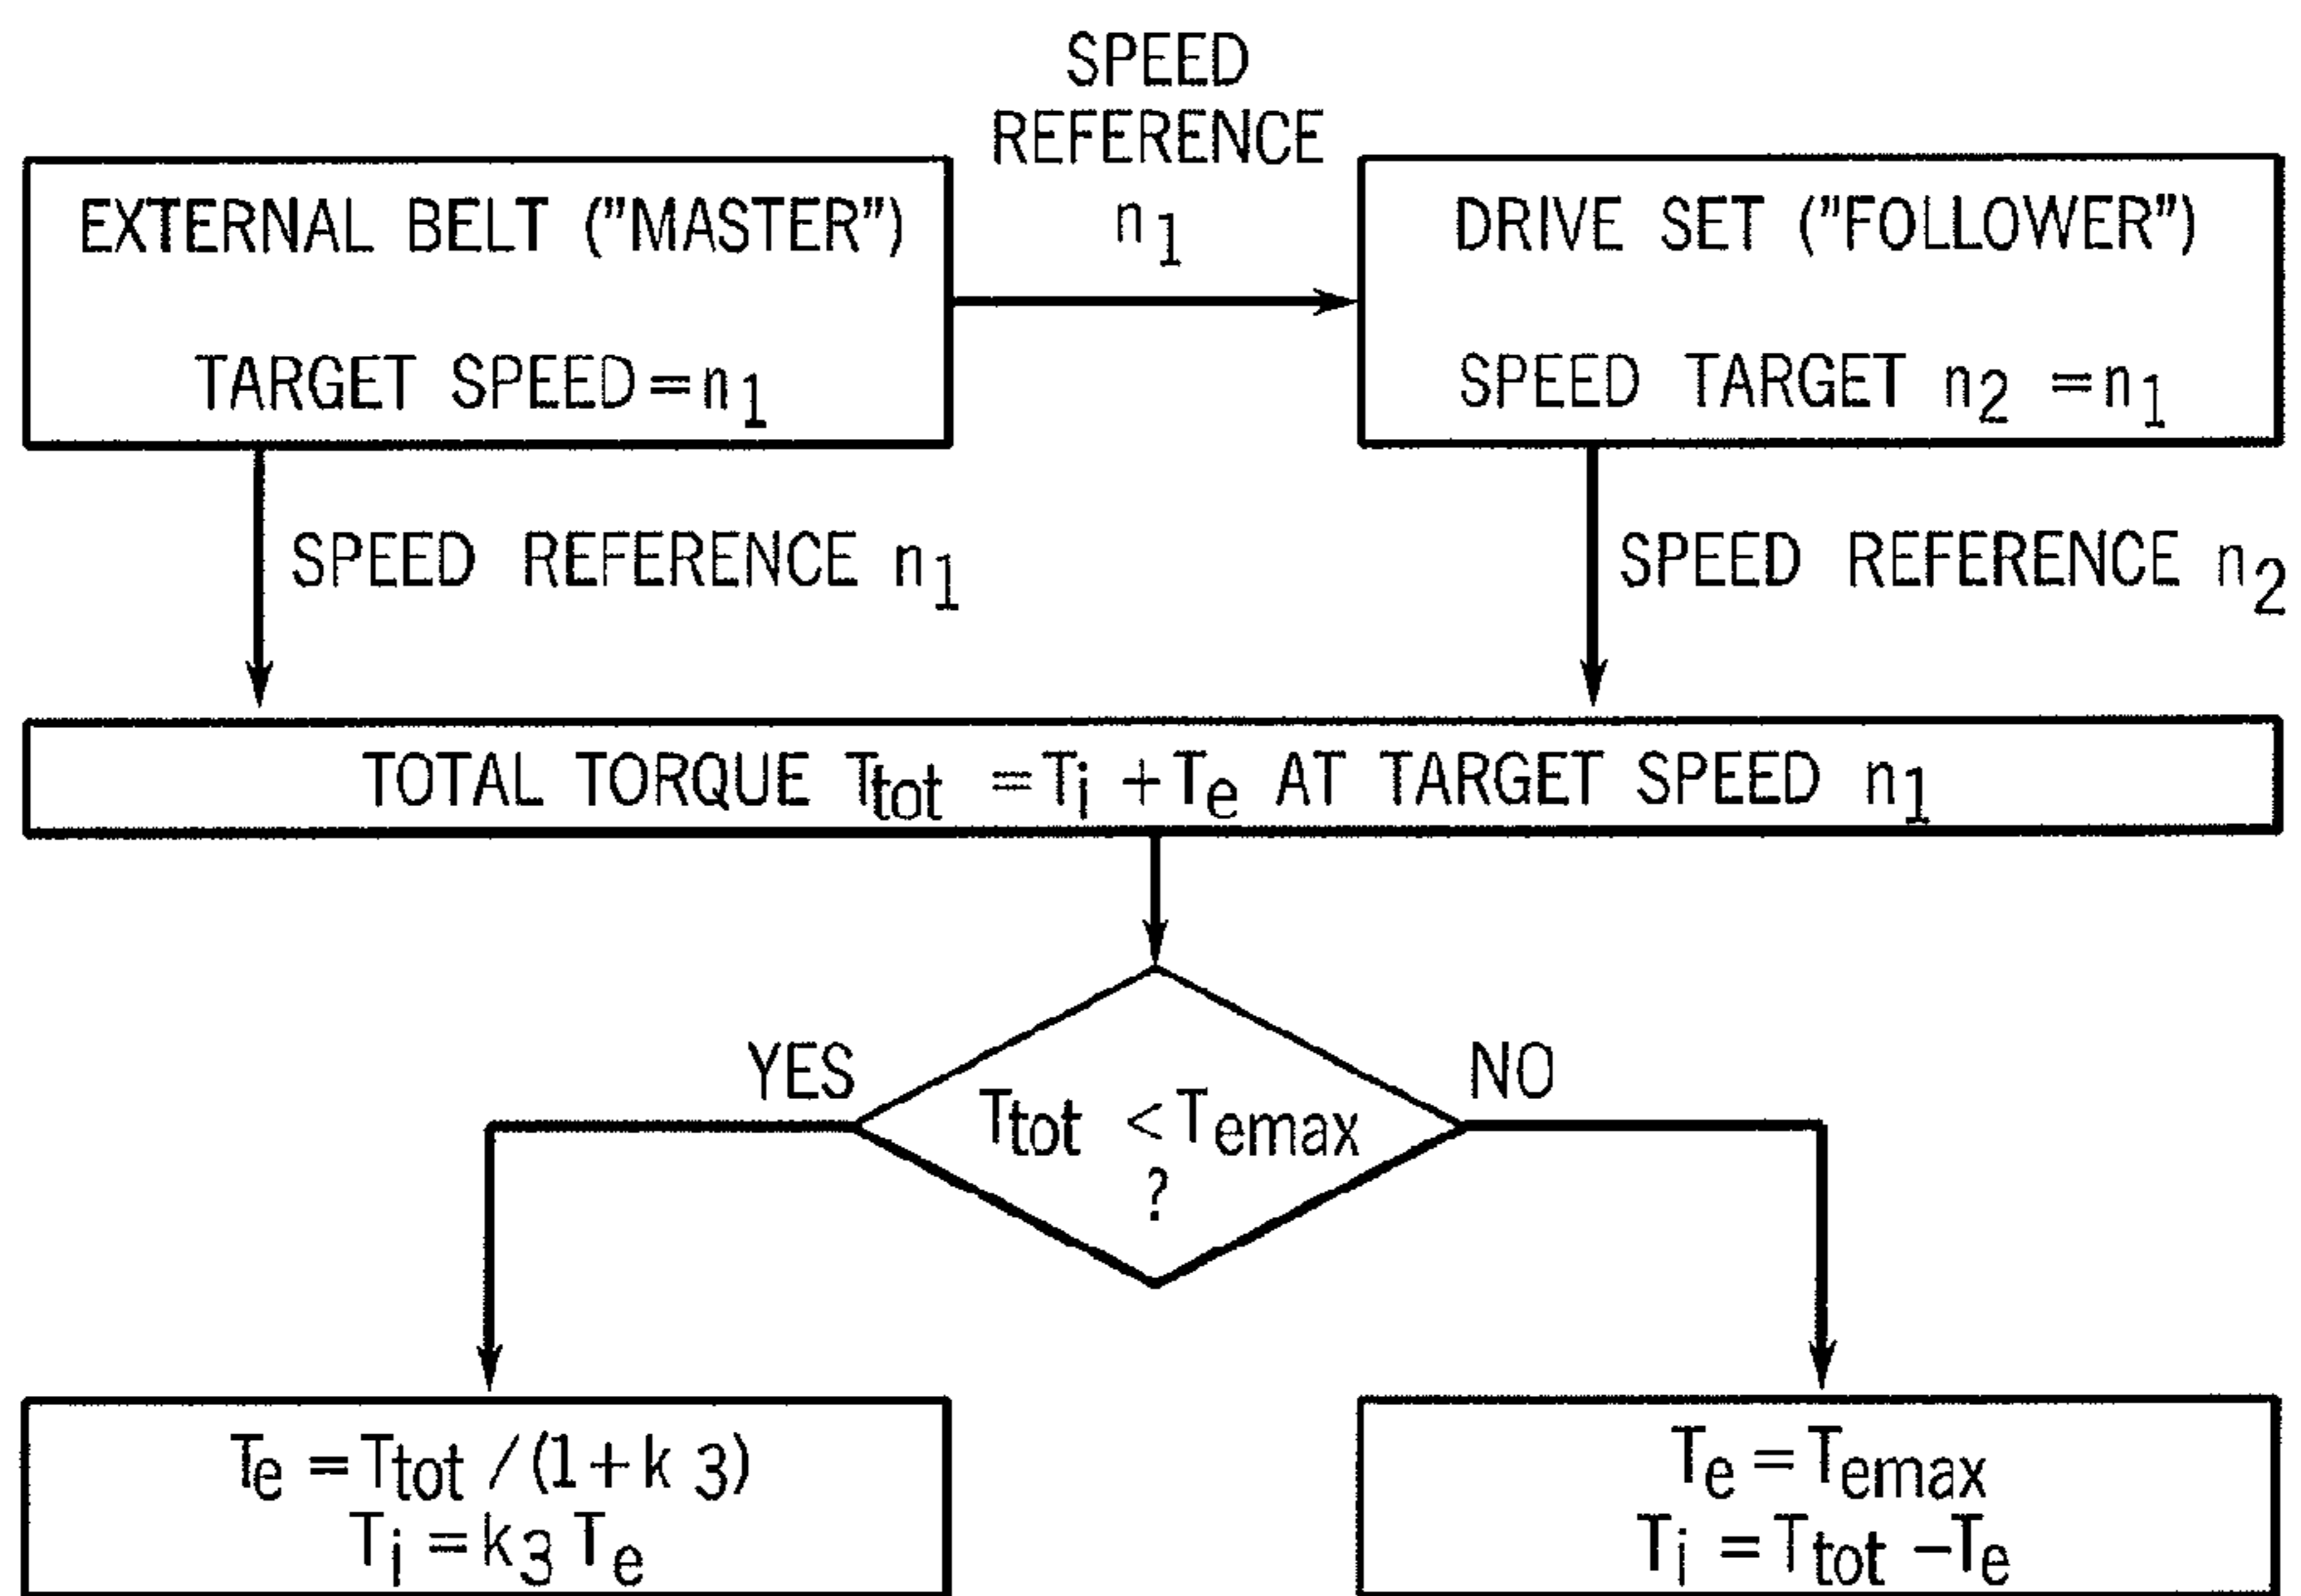 SPEED
REFERENCE
n1
EXTERNAL BELT ("MASTER")
TARGET SPEED=n1
DRIVE SET ("FOLLOWER")
SPEED TARGET n2 =n1
SPEED REFERENCE n1
SPEED REFERENCE n2
TOTAL TORQUE Ttot =Ti +Te AT TARGET SPEED n1
YES
NO
Ttot <Temax
?
Te =Ttot /(1+k 3)
Ti =k3 Te
Te =Temax
Ti =Ttot -Te